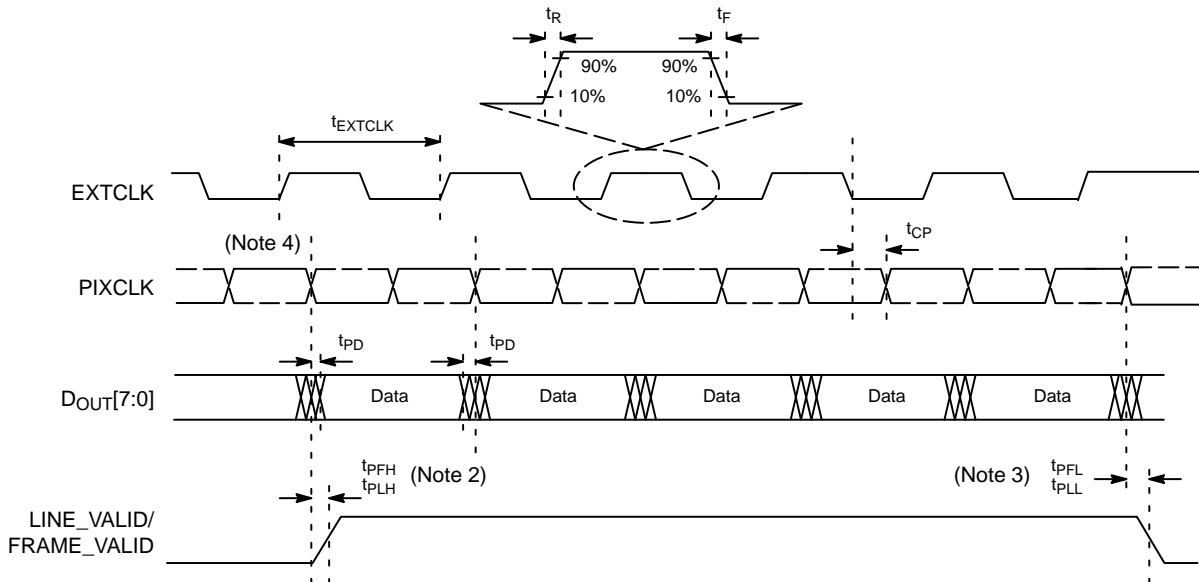 tR
tF
90%
90%
10%
10%
tEXTCLK
EXTCLK
tCP
(Note 4)
PIXCLK
tPD
tPD
DOUT[7:0]
Data
Data
Data
Data
Data
tPFH
tPLH
(Note 2)
(Note 3)
tPFL
tPLL
LINE_VALID/
FRAME_VALID